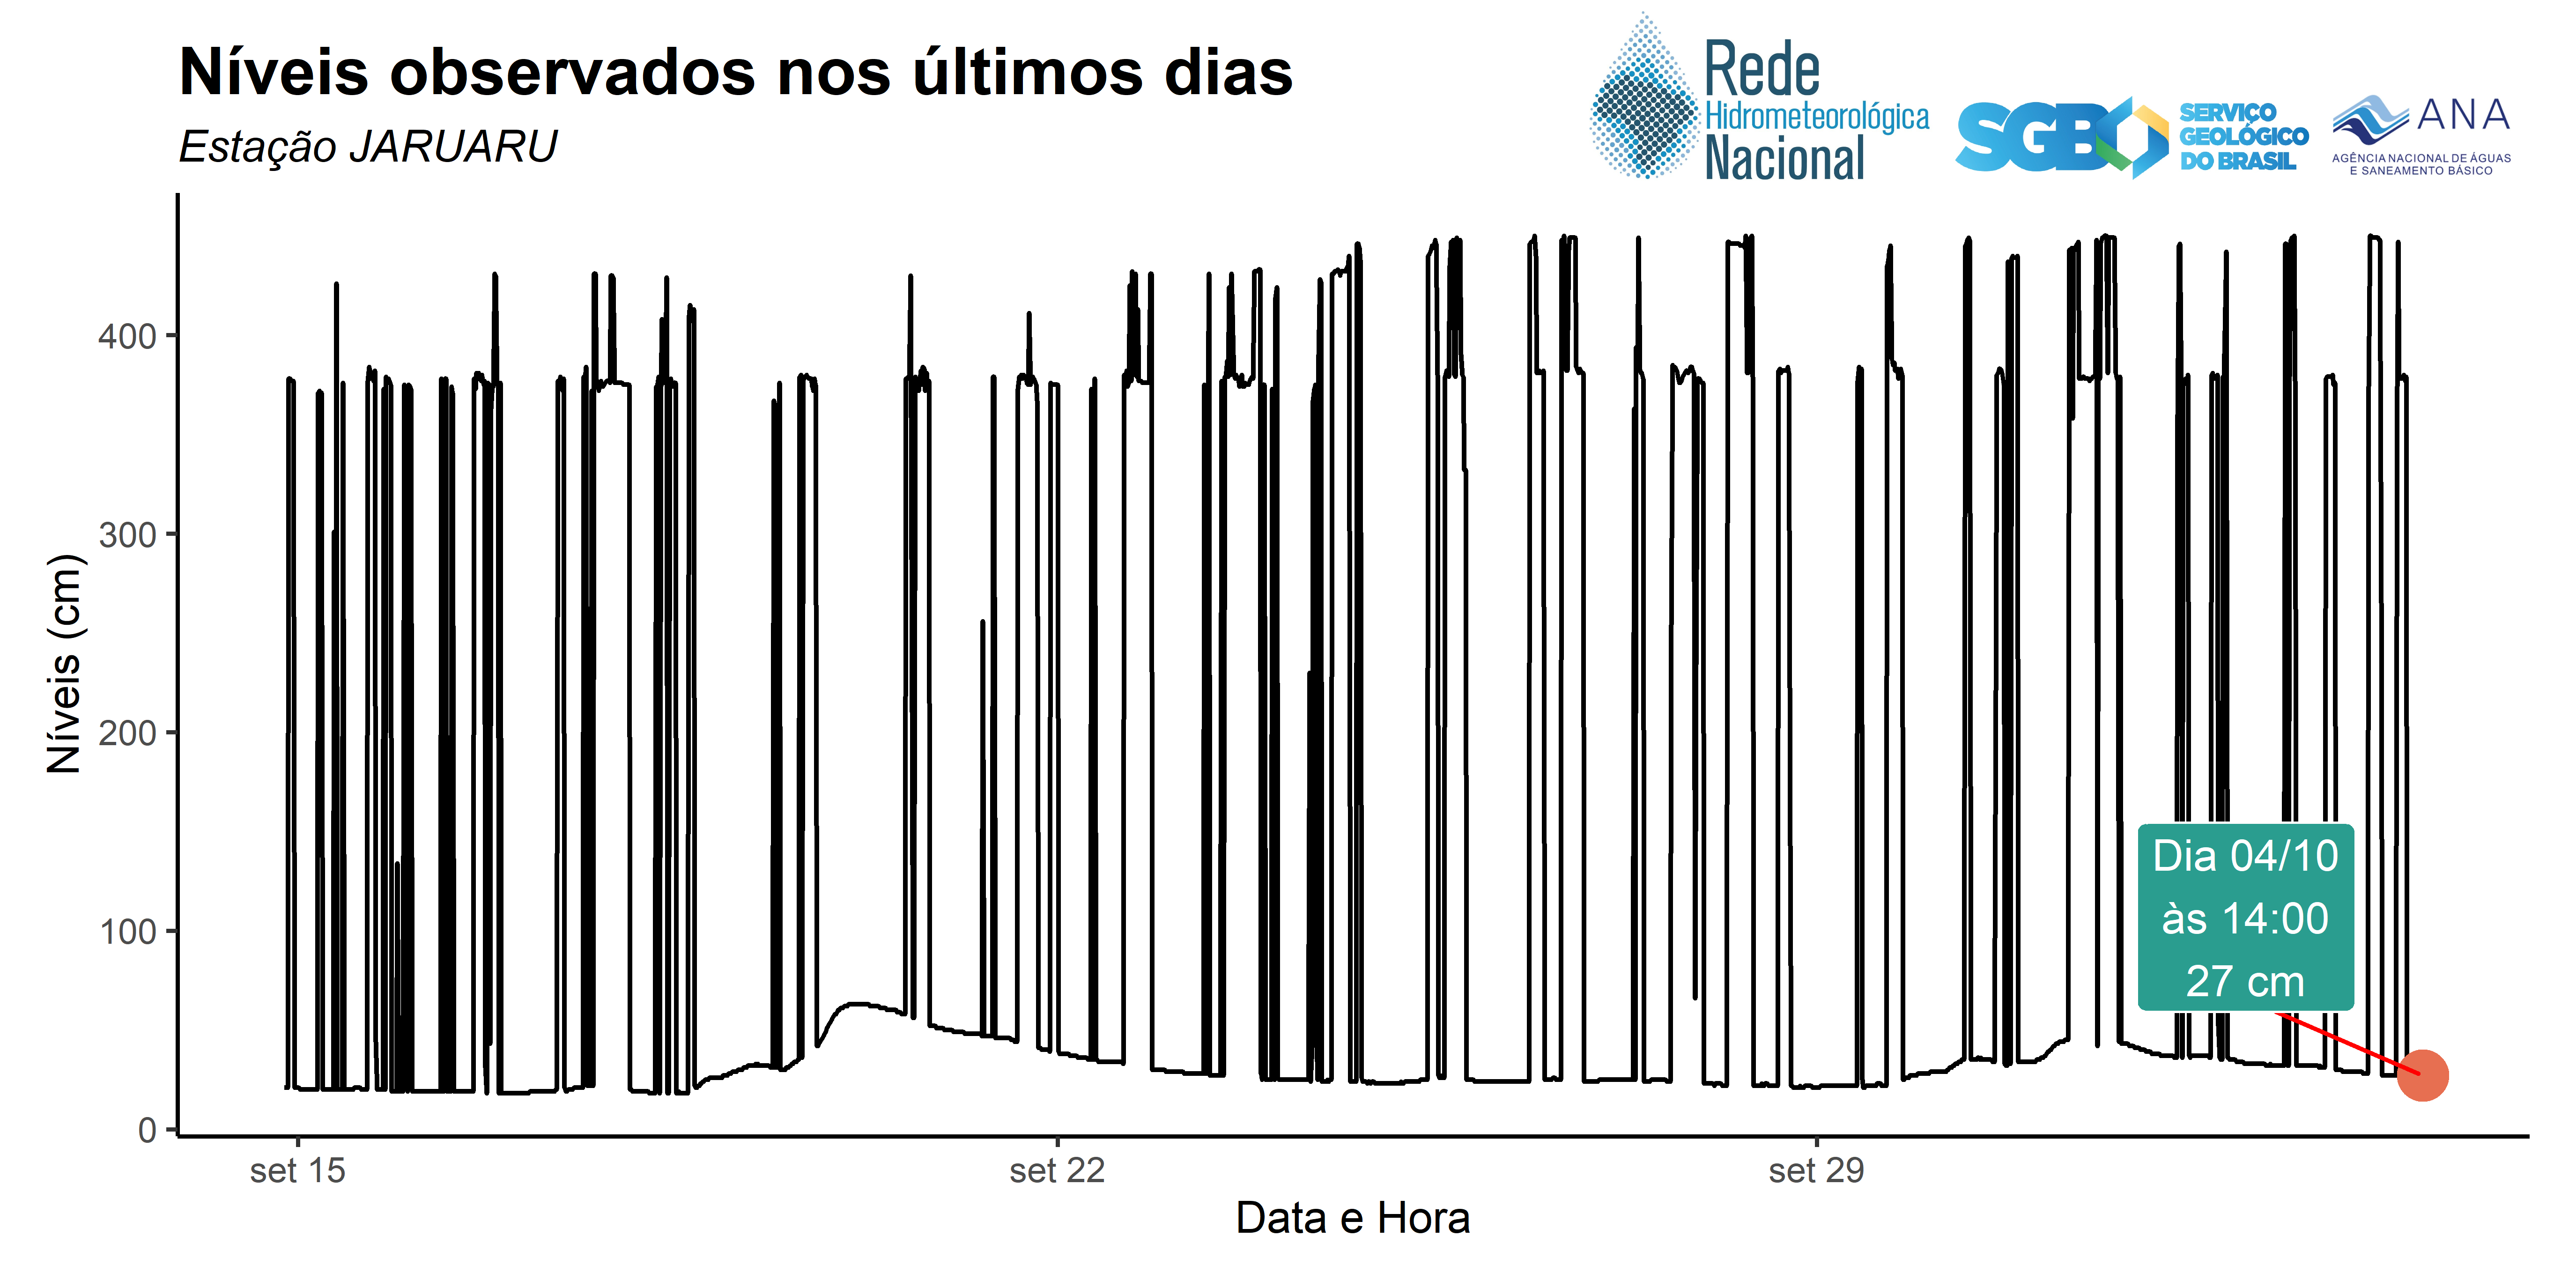 Níveis observados nos últimos dias
Estação JARUARU
Rede
Hidrometeorológica
Nacional
SGB
SERVIÇO
GEOLÓGICO
DO BRASIL
ANA
AGÊNCIA NACIONAL DE ÁGUAS
E SANEAMENTO BÁSICO
Níveis (cm)
400
300
200
100
0
Dia 04/10
às 14:00
27 cm
set 15
set 22
set 29
Data e Hora